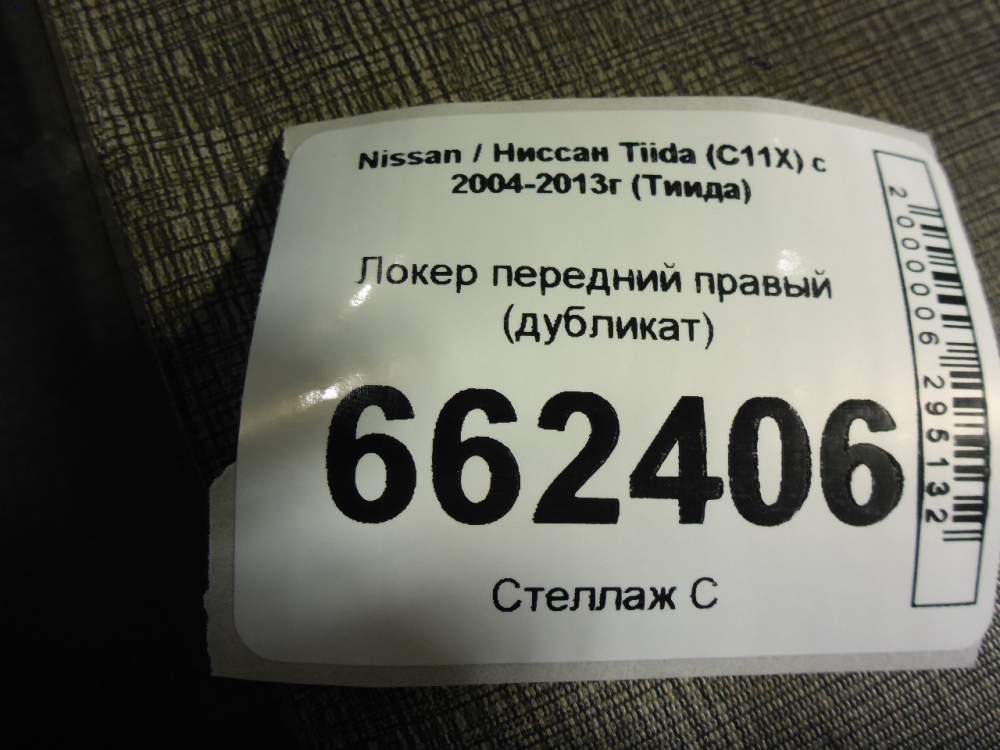 Nissan / Ниссан Tiida (C11X) с
2004-2013г (Тиида)
Локер передний правый
(дубликат)
662406
Стеллаж С
2000006295132